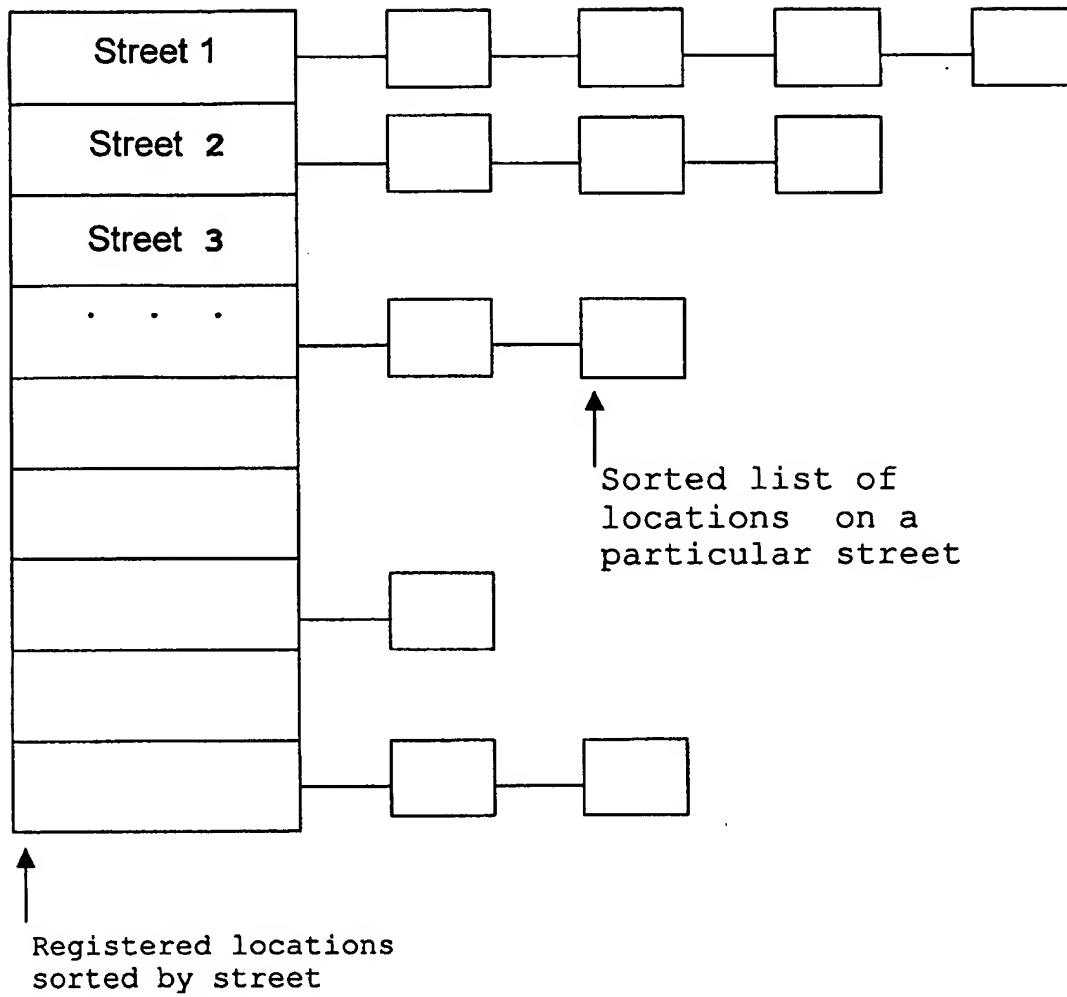 Street 1
Street 2
Street 3
. . .
Sorted list of
locations on a
particular street
Registered locations
sorted by street